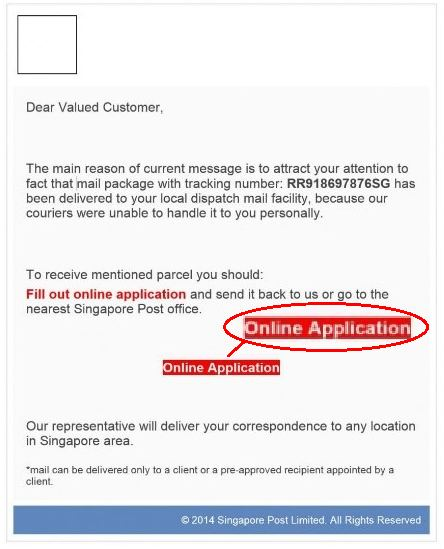 Dear Valued Customer,
The main reason of current message is to attract your attention to
fact that mail package with tracking number: RR918697876SG has
been delivered to your local dispatch mail facility, because our
couriers were unable to handle it to you personally.
To receive mentioned parcel you should:
Fill out online application and send it back to us or go to the
nearest Singapore Post office.
Online Application
Online Application
Our representative will deliver your correspondence to any location
in Singapore area.
*mail can be delivered only to a client or a pre-approved recipient appointed by a
client.
© 2014 Singapore Post Limited. All Rights Reserved